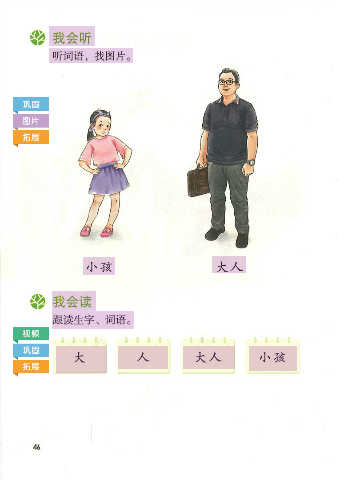 我会听
听词语，找图片。
巩固
图片
拓展
小孩
大人
我会读
跟读生字、词语。
视频
巩固
拓展
大
人
大人
小孩
46